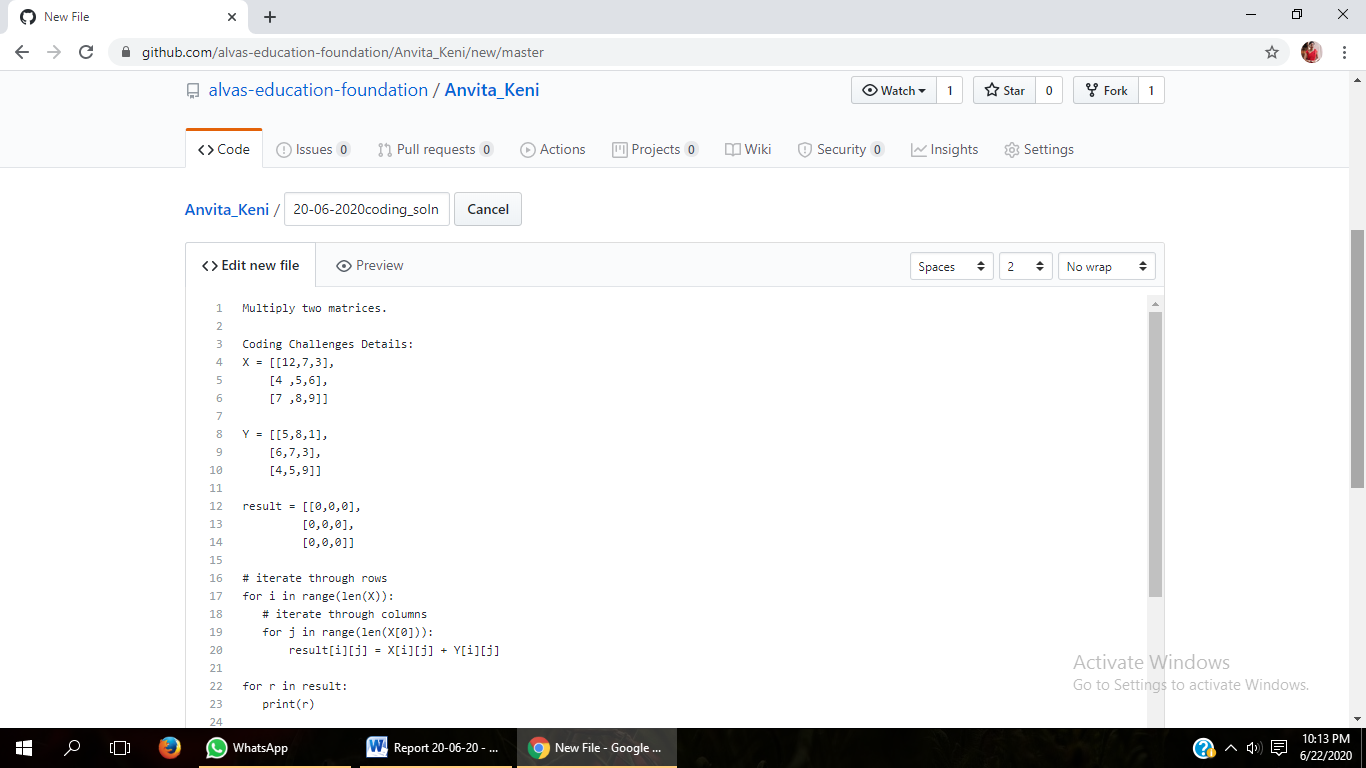 New File
github.com/alvas-education-foundation/Anvita_Keni/new/master
alvas-education-foundation / Anvita_Keni
Watch 1 Star 0 Fork 1
Code Issues 0 Pull requests 0 Actions Projects 0 Wiki Security 0 Insights Settings
Anvita_Keni / 20-06-2020coding_soln Cancel
Edit new file Preview Spaces 2 No wrap
1 Multiply two matrices.
2
3 Coding Challenges Details:
4 X = [[12,7,3],
5     [4 ,5,6],
6     [7 ,8,9]]
7
8 Y = [[5,8,1],
9     [6,7,3],
10     [4,5,9]]
11
12 result = [[0,0,0],
13          [0,0,0],
14          [0,0,0]]
15
16 # iterate through rows
17 for i in range(len(X)):
18    # iterate through columns
19    for j in range(len(X[0])):
20        result[i][j] = X[i][j] + Y[i][j]
21
22 for r in result:
23    print(r)
24
Activate Windows
Go to Settings to activate Windows.
WhatsApp Report 20-06-20 - ... New File - Google ... 10:13 PM
6/22/2020